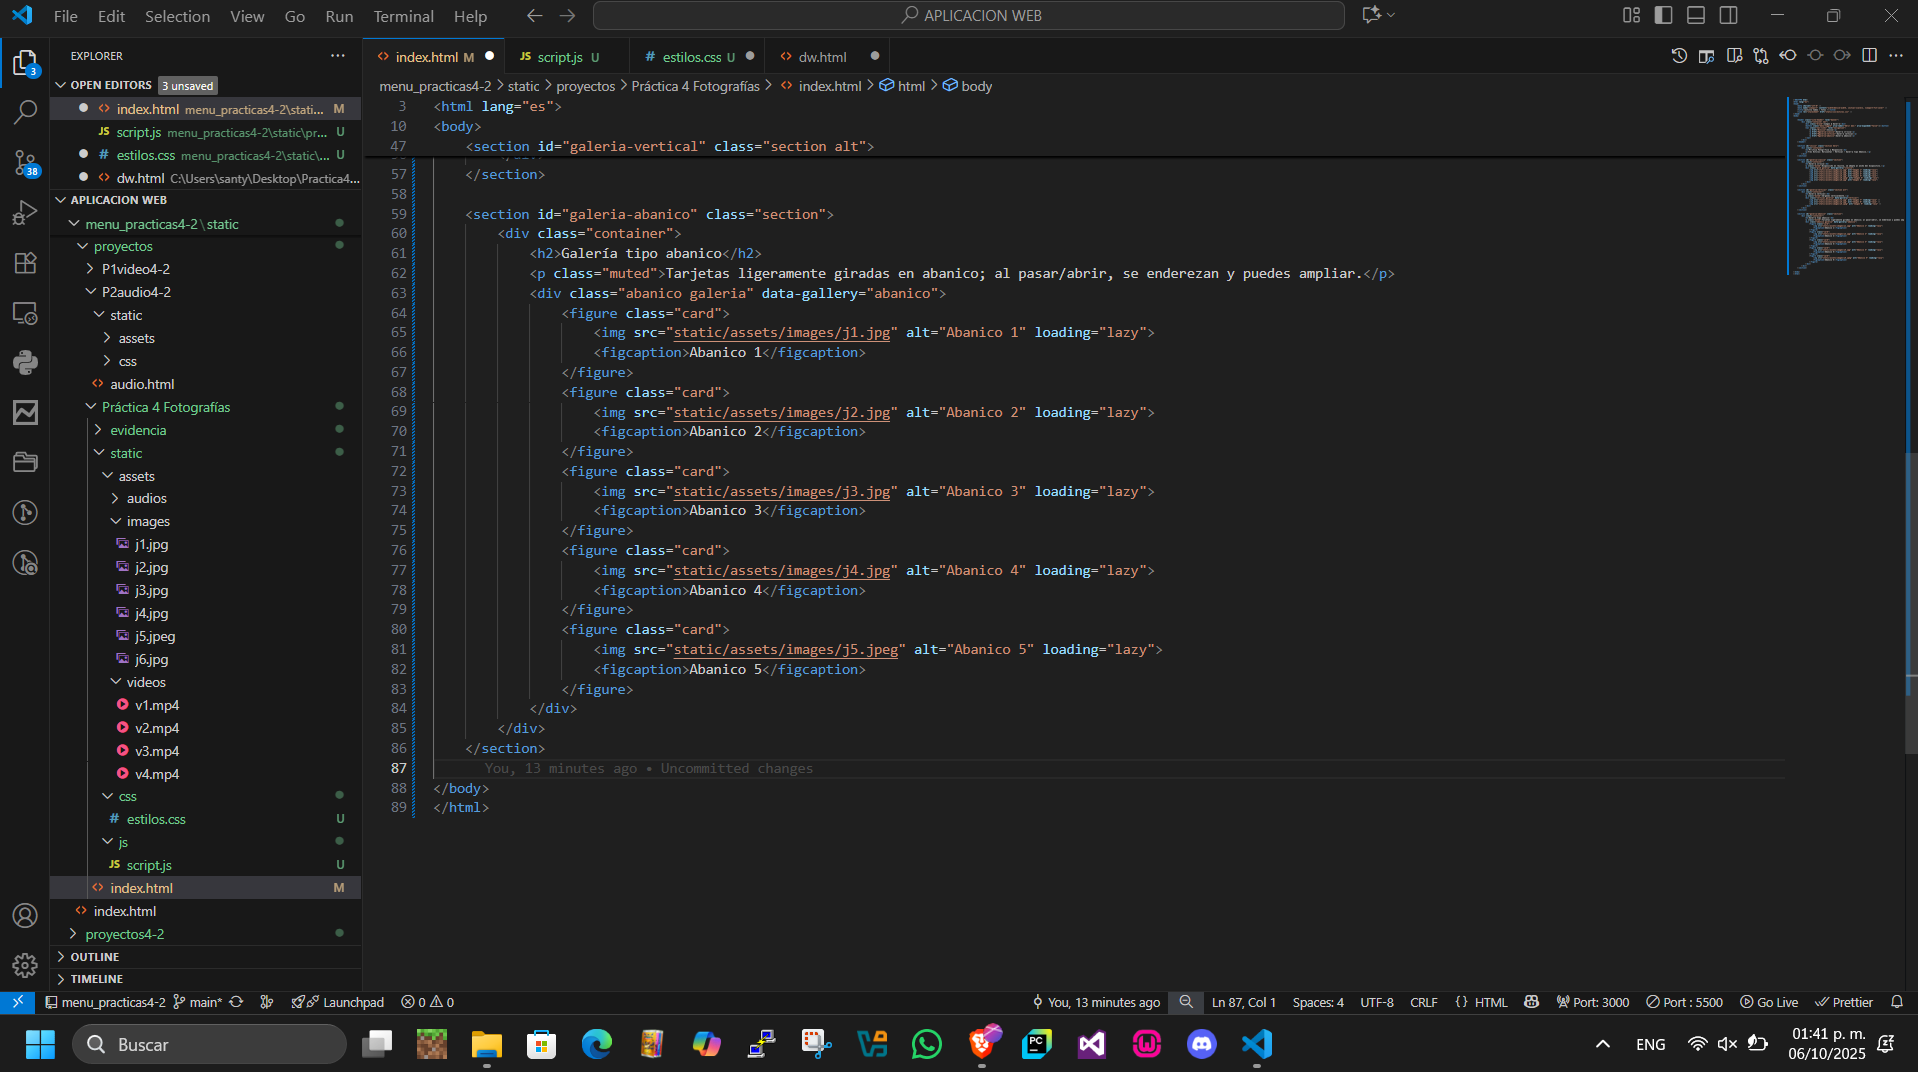 File Edit Selection View Go Run Terminal Help
APLICACION WEB
EXPLORER
OPEN EDITORS 3 unsaved
index.html menu_practicas4-2\stati... M
JS script.js menu_practicas4-2\static\pr... U
# estilos.css menu_practicas4-2\static\... U
dw.html C:\Users\santy\Desktop\Practica4...
APLICACION WEB
menu_practicas4-2\static
proyectos
P1video4-2
P2audio4-2
static
assets
css
audio.html
Práctica 4 Fotografías
evidencia
static
assets
audios
images
j1.jpg
j2.jpg
j3.jpg
j4.jpg
j5.jpeg
j6.jpg
videos
v1.mp4
v2.mp4
v3.mp4
v4.mp4
css
# estilos.css U
js
JS script.js U
index.html M
index.html
proyectos4-2
OUTLINE
TIMELINE
3
38
index.html M
JS script.js U
# estilos.css U
dw.html
menu_practicas4-2 > static > proyectos > Práctica 4 Fotografías > index.html > html > body
3 <html lang="es">
10 <body>
47 <section id="galeria-vertical" class="section alt">
57 </section>
58
59 <section id="galeria-abanico" class="section">
60 <div class="container">
61 <h2>Galería tipo abanico</h2>
62 <p class="muted">Tarjetas ligeramente giradas en abanico; al pasar/abrir, se enderezan y puedes ampliar.</p>
63 <div class="abanico galeria" data-gallery="abanico">
64 <figure class="card">
65 <img src="static/assets/images/j1.jpg" alt="Abanico 1" loading="lazy">
66 <figcaption>Abanico 1</figcaption>
67 </figure>
68 <figure class="card">
69 <img src="static/assets/images/j2.jpg" alt="Abanico 2" loading="lazy">
70 <figcaption>Abanico 2</figcaption>
71 </figure>
72 <figure class="card">
73 <img src="static/assets/images/j3.jpg" alt="Abanico 3" loading="lazy">
74 <figcaption>Abanico 3</figcaption>
75 </figure>
76 <figure class="card">
77 <img src="static/assets/images/j4.jpg" alt="Abanico 4" loading="lazy">
78 <figcaption>Abanico 4</figcaption>
79 </figure>
80 <figure class="card">
81 <img src="static/assets/images/j5.jpeg" alt="Abanico 5" loading="lazy">
82 <figcaption>Abanico 5</figcaption>
83 </figure>
84 </div>
85 </div>
86 </section>
87 You, 13 minutes ago • Uncommitted changes
88 </body>
89 </html>
menu_practicas4-2 main* Launchpad 0 0
You, 13 minutes ago Ln 87, Col 1 Spaces: 4 UTF-8 CRLF {} HTML Port: 3000 Port : 5500 Go Live Prettier
Buscar
PC
ENG
01:41 p. m.
06/10/2025